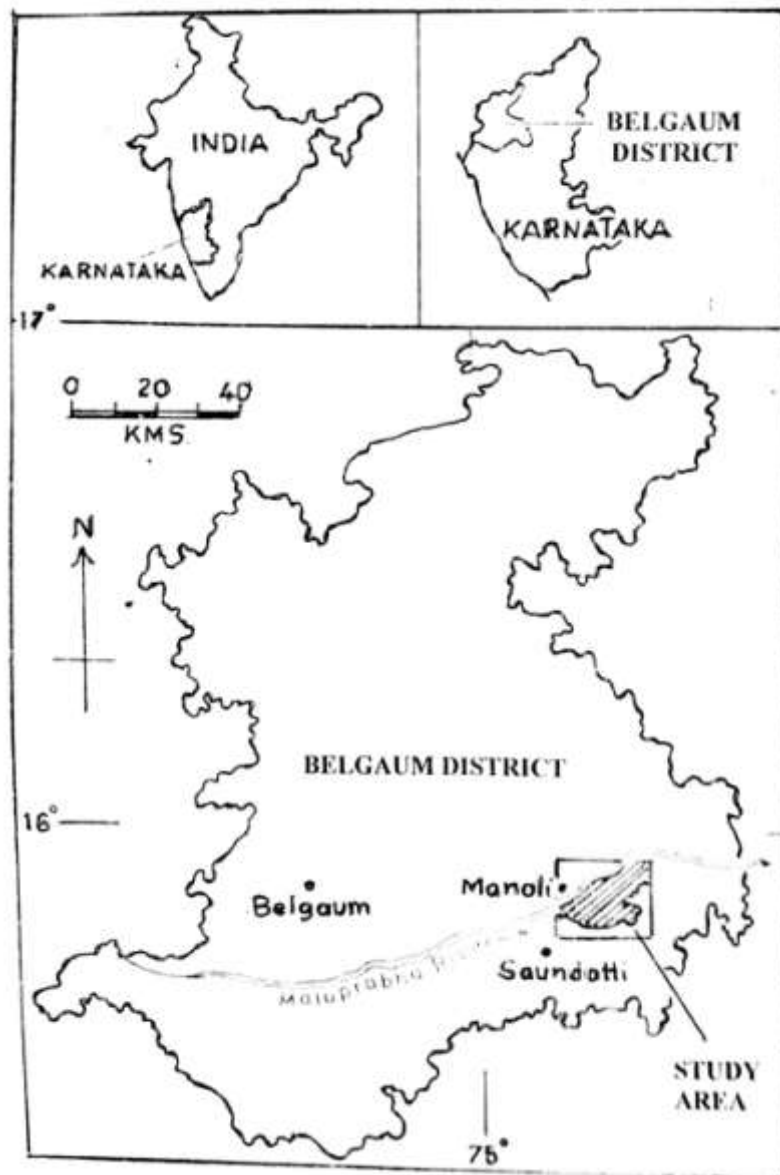 INDIA
KARNATAKA
BELGAUM
DISTRICT
KARNATAKA
17°
0 20 40
KMS.
N
BELGAUM DISTRICT
16°
Belgaum
Manoli
Saundatti
Malaprabha
STUDY
AREA
75°